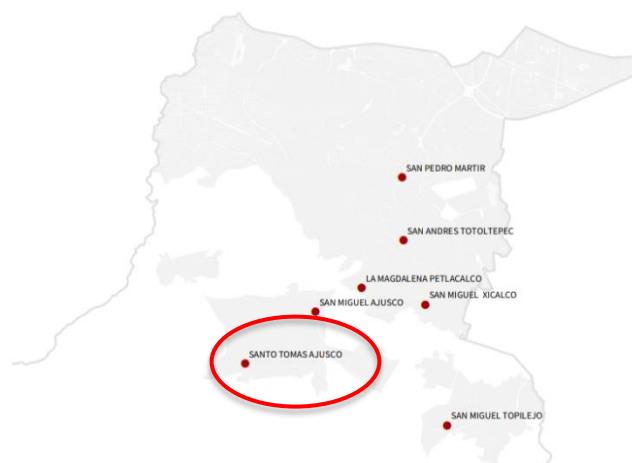 SAN PEDRO MARTIR
SAN ANDRES TOTOLTEPEC
LA MAGDALENA PETLACALCO
SAN MIGUEL XICALCO
SAN MIGUEL AJUSCO
SANTO TOMAS AJUSCO
SAN MIGUEL TOPILEJO